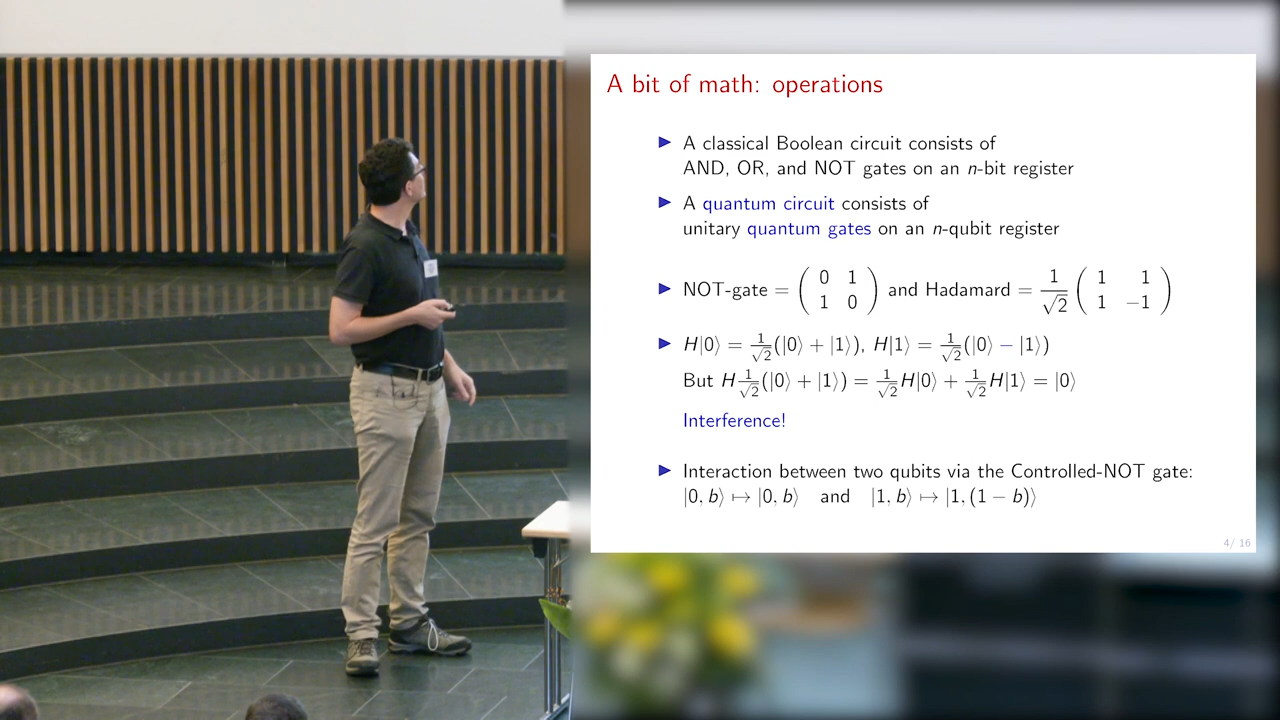 A bit of math: operations
▶ A classical Boolean circuit consists of
AND, OR, and NOT gates on an n-bit register
▶ A quantum circuit consists of
unitary quantum gates on an n-qubit register
▶ NOT-gate = ( 0 1 ; 1 0 ) and Hadamard = 1/√2 ( 1 1 ; 1 −1 )
▶ H|0⟩ = 1/√2(|0⟩ + |1⟩), H|1⟩ = 1/√2(|0⟩ − |1⟩)
But H1/√2(|0⟩ + |1⟩) = 1/√2H|0⟩ + 1/√2H|1⟩ = |0⟩
Interference!
▶ Interaction between two qubits via the Controlled-NOT gate:
|0, b⟩ ↦ |0, b⟩ and |1, b⟩ ↦ |1, (1 − b)⟩
4/ 16